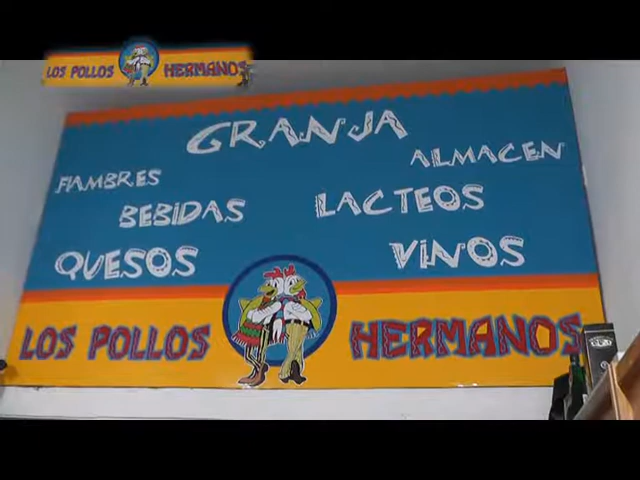 LOS POLLOS HERMANOS
GRANJA
FIAMBRES ALMACEN
BEBIDAS LACTEOS
QUESOS VINOS
LOS POLLOS HERMANOS